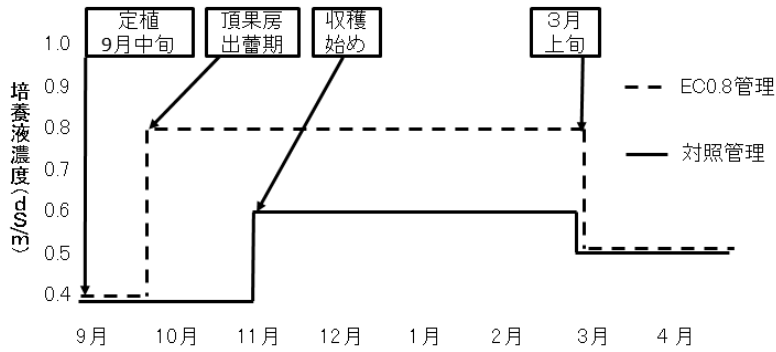 定植
9月中旬
頂果房
出蕾期
収穫
始め
３月
上旬
1.0
0.9
0.8
0.7
0.6
0.5
0.4
培養液濃度(dS/m)
EC0.8管理
対照管理
9月
10月
11月
12月
1月
2月
3月
4月